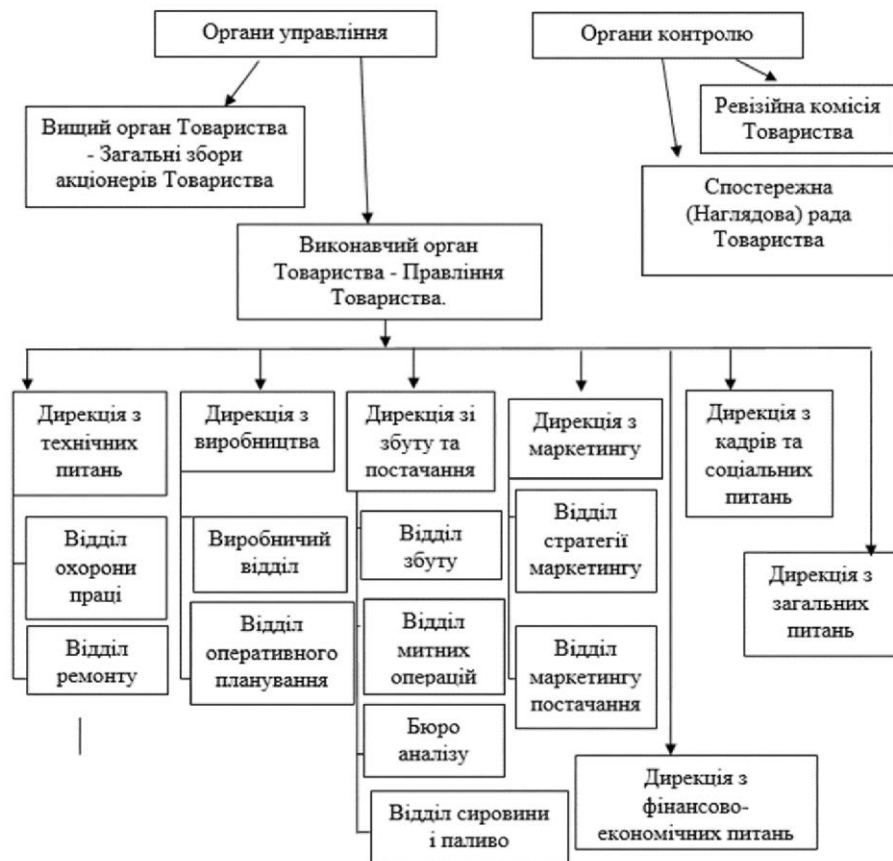 Органи управління
Органи контролю
Вищий орган Товариства
- Загальні збори
акціонерів Товариства
Ревізійна комісія
Товариства
Спостережна
(Наглядова) рада
Товариства
Виконавчий орган
Товариства - Правління
Товариства.
Дирекція з
технічних
питань
Відділ
охорони
праці
Відділ
ремонту
Дирекція з
виробництва
Виробничий
відділ
Відділ
оперативного
планування
Дирекція зі
збуту та
постачання
Відділ
збуту
Відділ
митних
операцій
Бюро
аналізу
Відділ сировини
і паливо
Дирекція з
маркетингу
Відділ
стратегії
маркетингу
Відділ
маркетингу
постачання
Дирекція з
кадрів та
соціальних
питань
Дирекція з
загальних
питань
Дирекція з
фінансово-
економічних питань